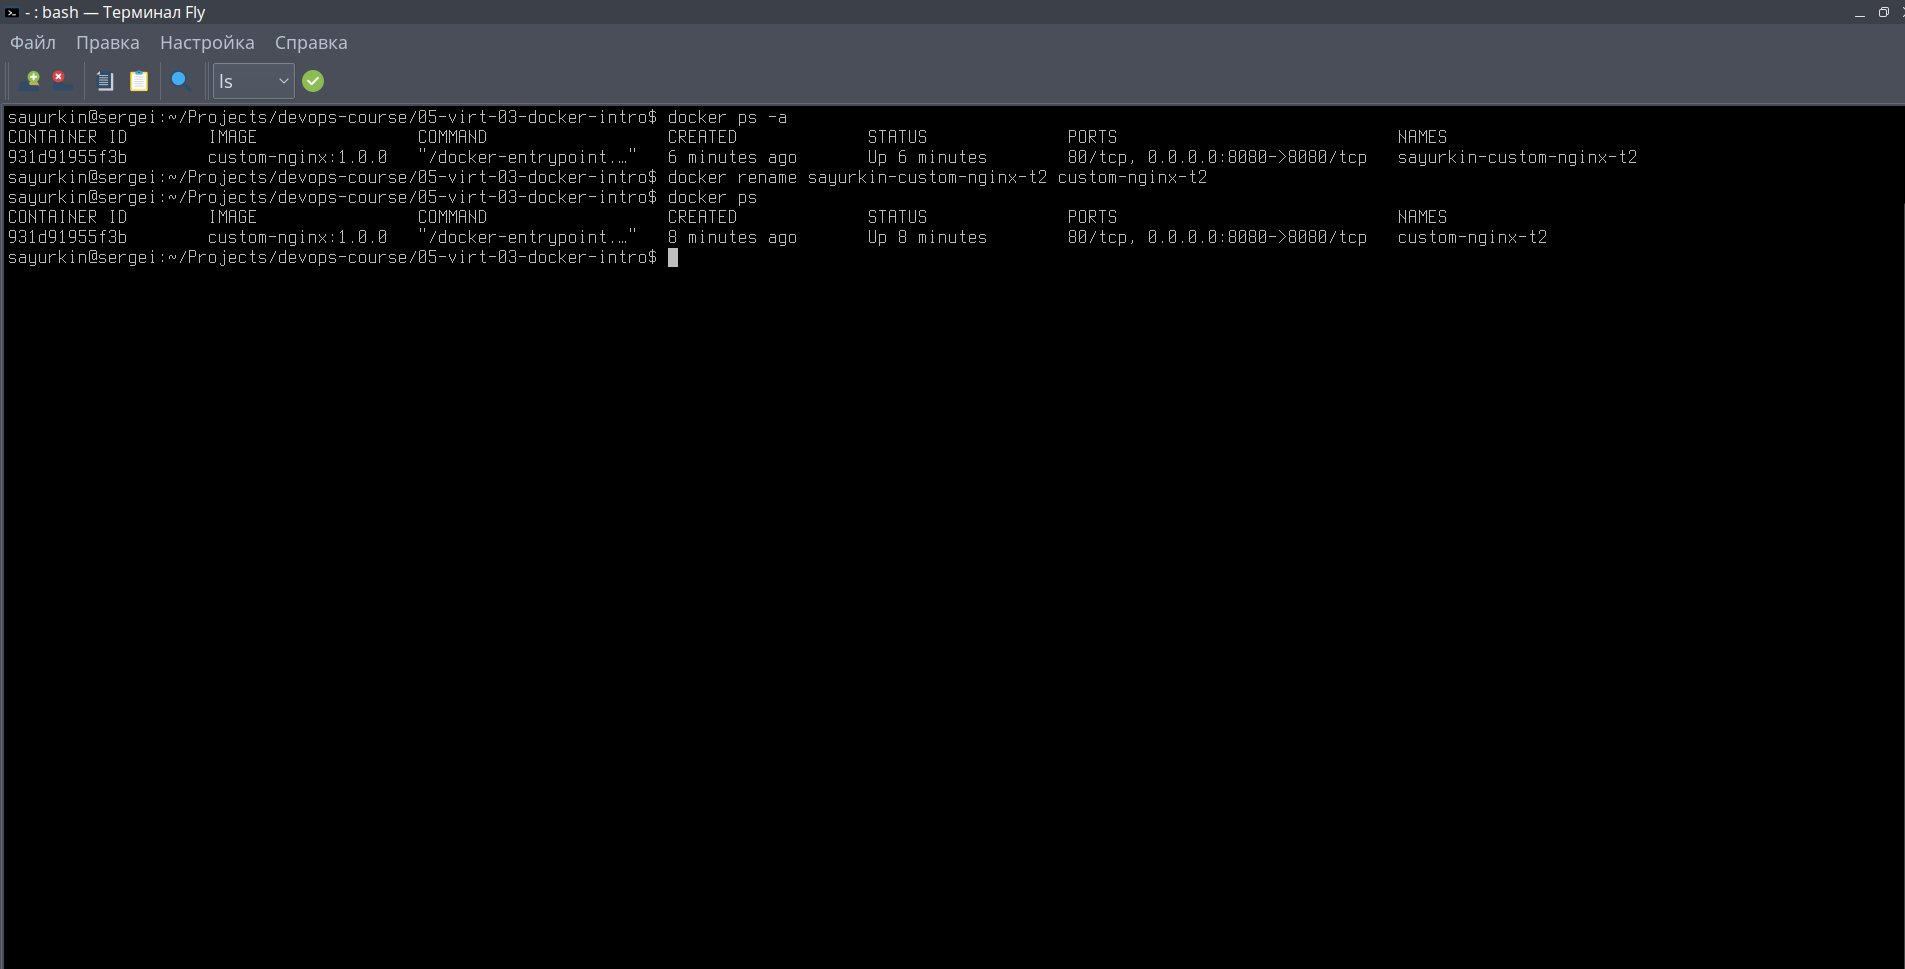 - : bash — Терминал Fly
Файл Правка Настройка Справка
ls
sayurkin@sergei:~/Projects/devops-course/05-virt-03-docker-intro$ docker ps -a
CONTAINER ID   IMAGE   COMMAND   CREATED   STATUS   PORTS   NAMES
931d91955f3b   custom-nginx:1.0.0   "/docker-entrypoint.…"   6 minutes ago   Up 6 minutes   80/tcp, 0.0.0.0:8080->8080/tcp   sayurkin-custom-nginx-t2
sayurkin@sergei:~/Projects/devops-course/05-virt-03-docker-intro$ docker rename sayurkin-custom-nginx-t2 custom-nginx-t2
sayurkin@sergei:~/Projects/devops-course/05-virt-03-docker-intro$ docker ps
CONTAINER ID   IMAGE   COMMAND   CREATED   STATUS   PORTS   NAMES
931d91955f3b   custom-nginx:1.0.0   "/docker-entrypoint.…"   8 minutes ago   Up 8 minutes   80/tcp, 0.0.0.0:8080->8080/tcp   custom-nginx-t2
sayurkin@sergei:~/Projects/devops-course/05-virt-03-docker-intro$